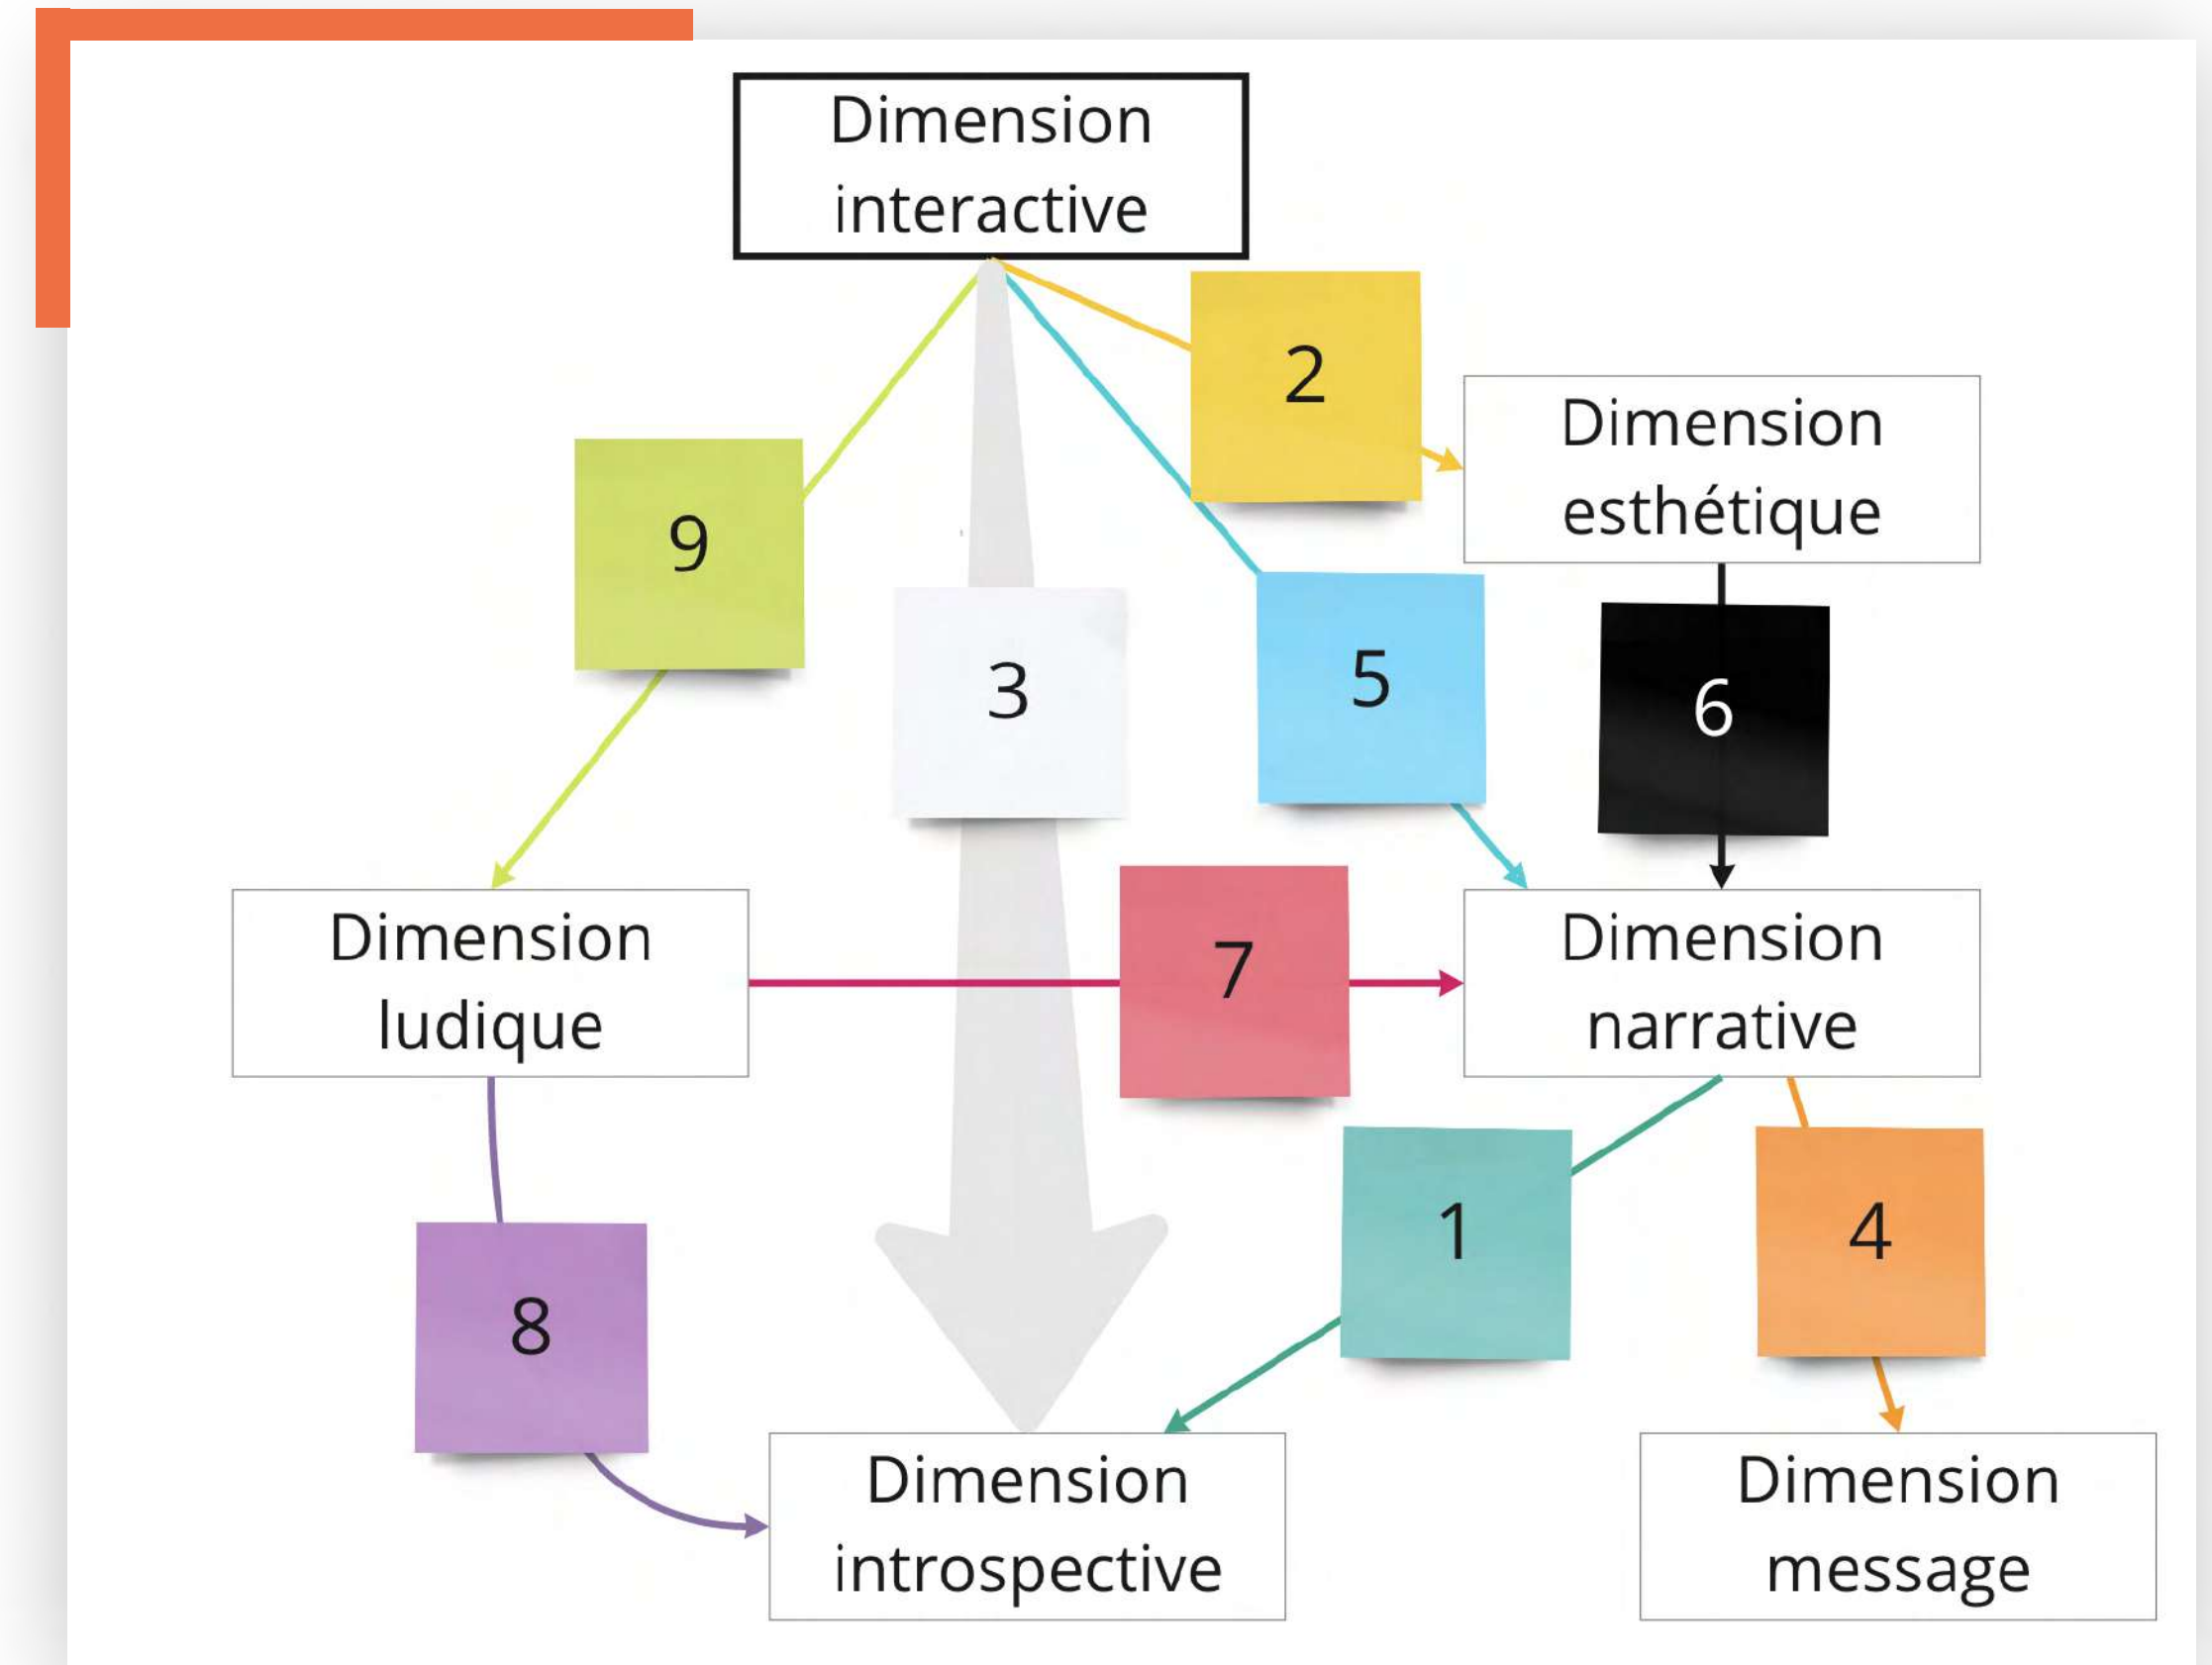 Dimension
interactive
2
Dimension
esthétique
9
3
5
6
Dimension
ludique
7
Dimension
narrative
1
4
8
Dimension
introspective
Dimension
message